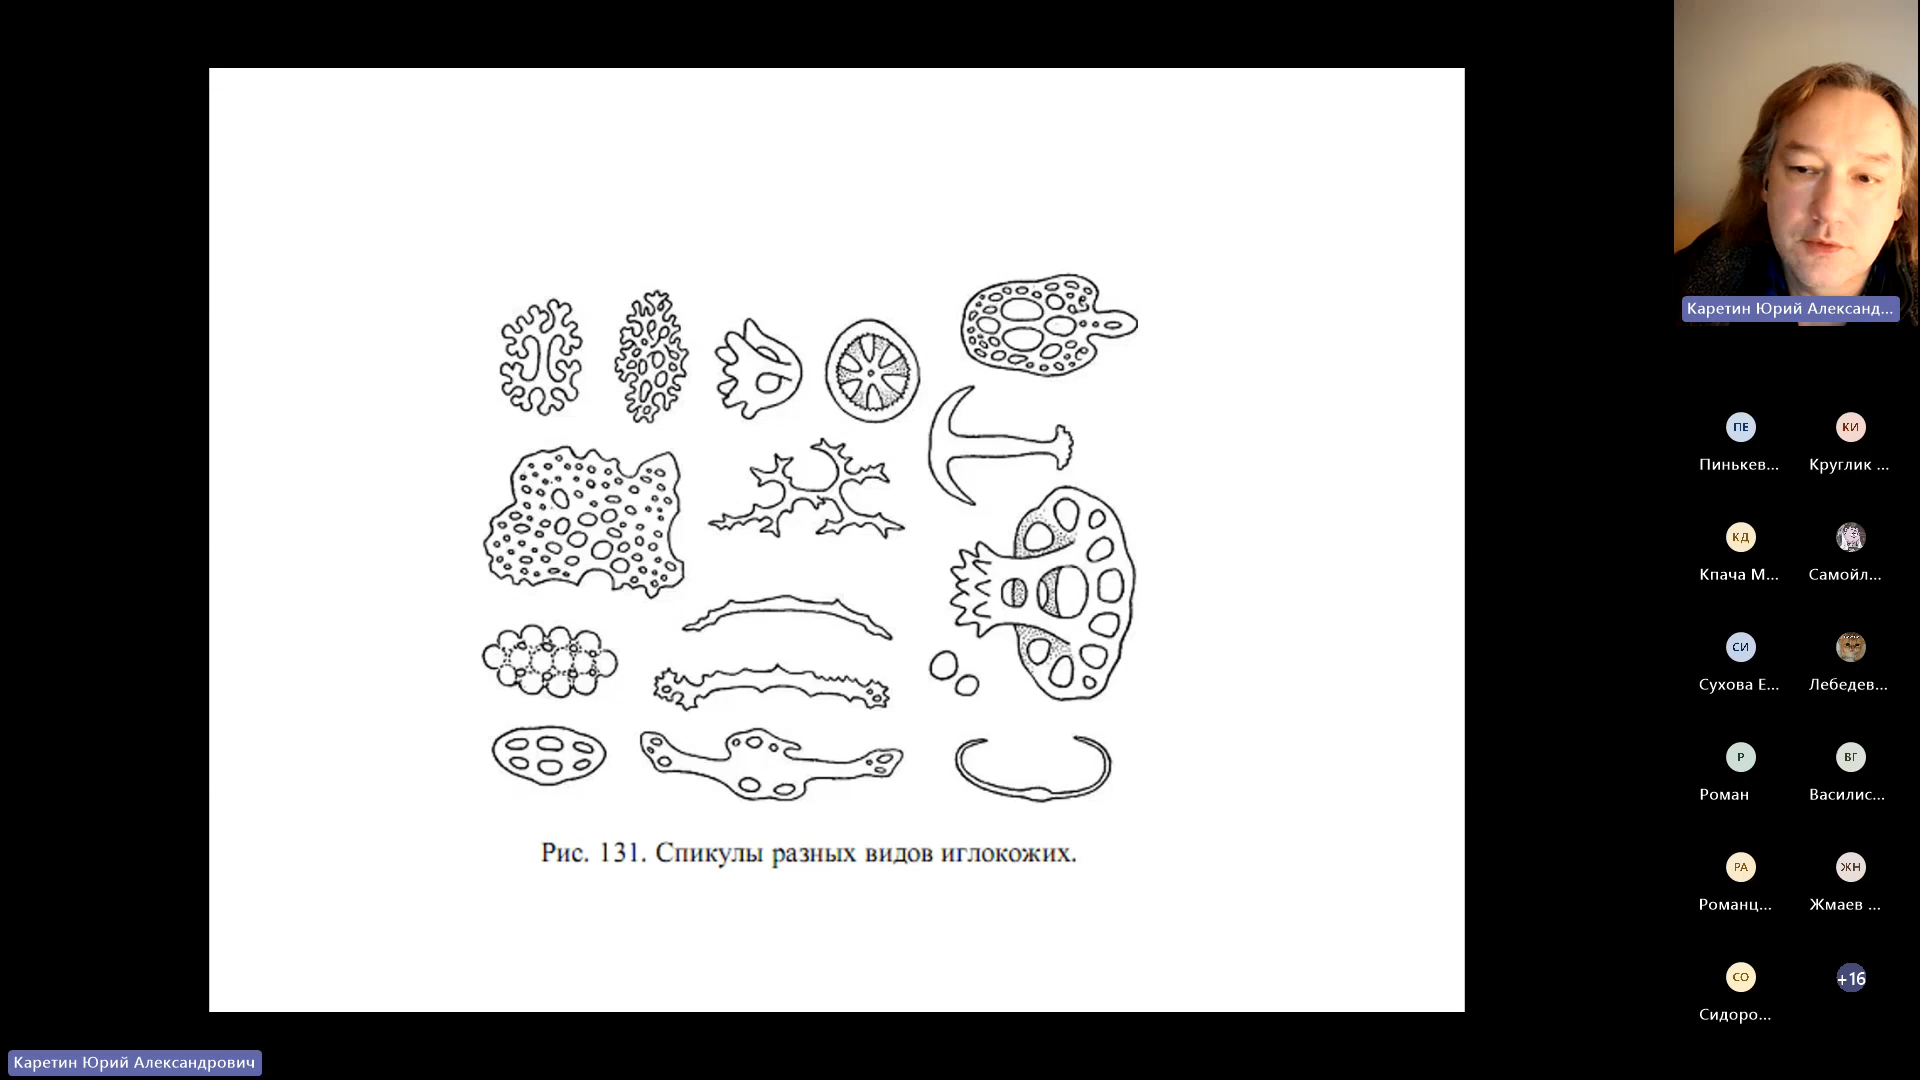 Рис. 131. Спикулы разных видов иглокожих.
Каретин Юрий Александ...
ПЕ
КИ
Пинькев...
Круглик ...
КД
Кпача М...
Самойл...
СИ
Сухова Е...
Лебедев...
Р
ВГ
Роман
Василис...
РА
ЖН
Романц...
Жмаев ...
СО
+16
Сидоро...
Каретин Юрий Александрович